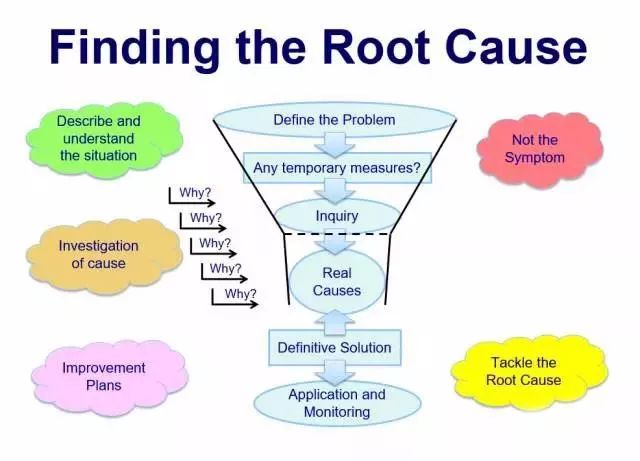 Finding the Root Cause
Describe and
understand
the situation
Define the Problem
Not the
Symptom
Any temporary measures?
Why?
Why?
Why?
Why?
Why?
Inquiry
Investigation
of cause
Real
Causes
Definitive Solution
Improvement
Plans
Tackle the
Root Cause
Application and
Monitoring